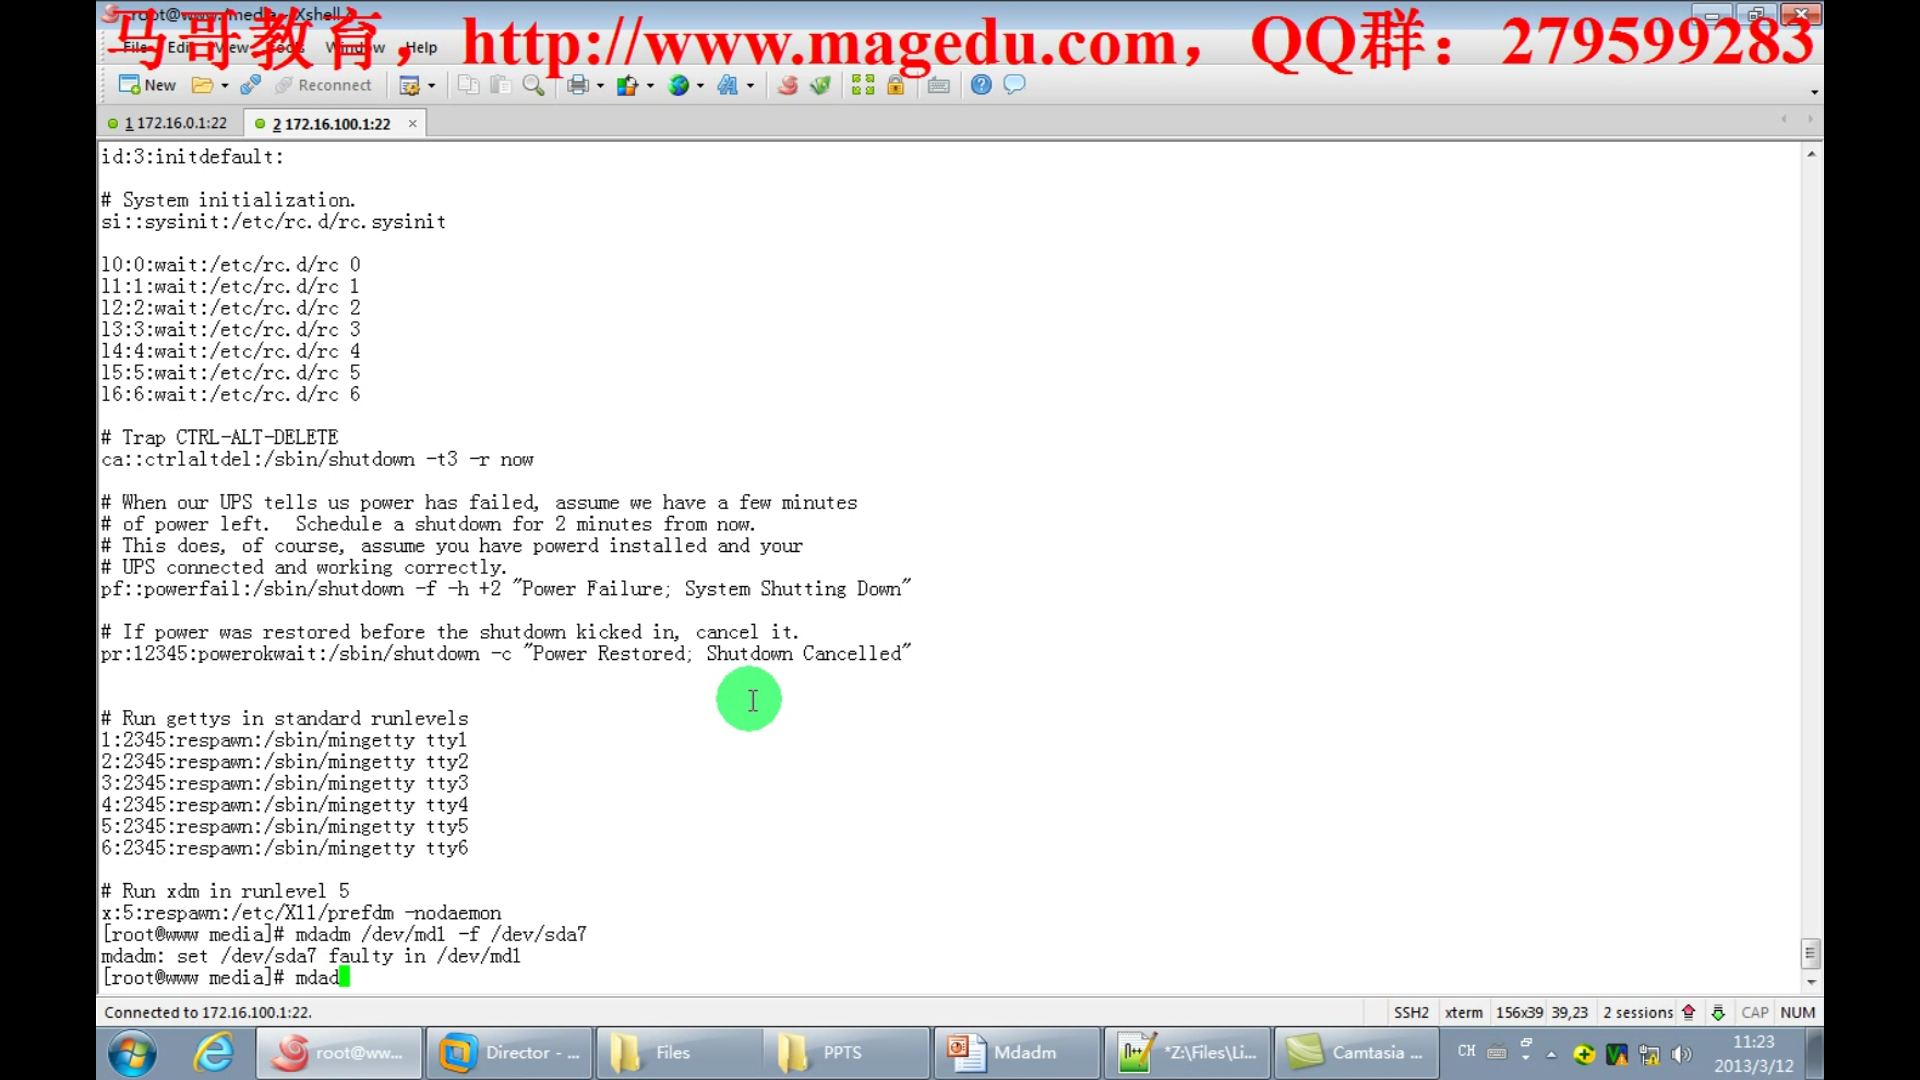 root@www:/media - Xshell
马哥教育，http://www.magedu.com，QQ群：279599283
File Edit View Tools Window Help
New Reconnect
1 172.16.0.1:22 2 172.16.100.1:22
id:3:initdefault:
# System initialization.
si::sysinit:/etc/rc.d/rc.sysinit
l0:0:wait:/etc/rc.d/rc 0
l1:1:wait:/etc/rc.d/rc 1
l2:2:wait:/etc/rc.d/rc 2
l3:3:wait:/etc/rc.d/rc 3
l4:4:wait:/etc/rc.d/rc 4
l5:5:wait:/etc/rc.d/rc 5
l6:6:wait:/etc/rc.d/rc 6
# Trap CTRL-ALT-DELETE
ca::ctrlaltdel:/sbin/shutdown -t3 -r now
# When our UPS tells us power has failed, assume we have a few minutes
# of power left.  Schedule a shutdown for 2 minutes from now.
# This does, of course, assume you have powerd installed and your
# UPS connected and working correctly.
pf::powerfail:/sbin/shutdown -f -h +2 "Power Failure; System Shutting Down"
# If power was restored before the shutdown kicked in, cancel it.
pr:12345:powerokwait:/sbin/shutdown -c "Power Restored; Shutdown Cancelled"
# Run gettys in standard runlevels
1:2345:respawn:/sbin/mingetty tty1
2:2345:respawn:/sbin/mingetty tty2
3:2345:respawn:/sbin/mingetty tty3
4:2345:respawn:/sbin/mingetty tty4
5:2345:respawn:/sbin/mingetty tty5
6:2345:respawn:/sbin/mingetty tty6
# Run xdm in runlevel 5
x:5:respawn:/etc/X11/prefdm -nodaemon
[root@www media]# mdadm /dev/md1 -f /dev/sda7
mdadm: set /dev/sda7 faulty in /dev/md1
[root@www media]# mdad
Connected to 172.16.100.1:22. SSH2 xterm 156x39 39,23 2 sessions CAP NUM
root@ww... Director - ... Files PPTS Mdadm *Z:\Files\Li... Camtasia ... CH 11:23
2013/3/12